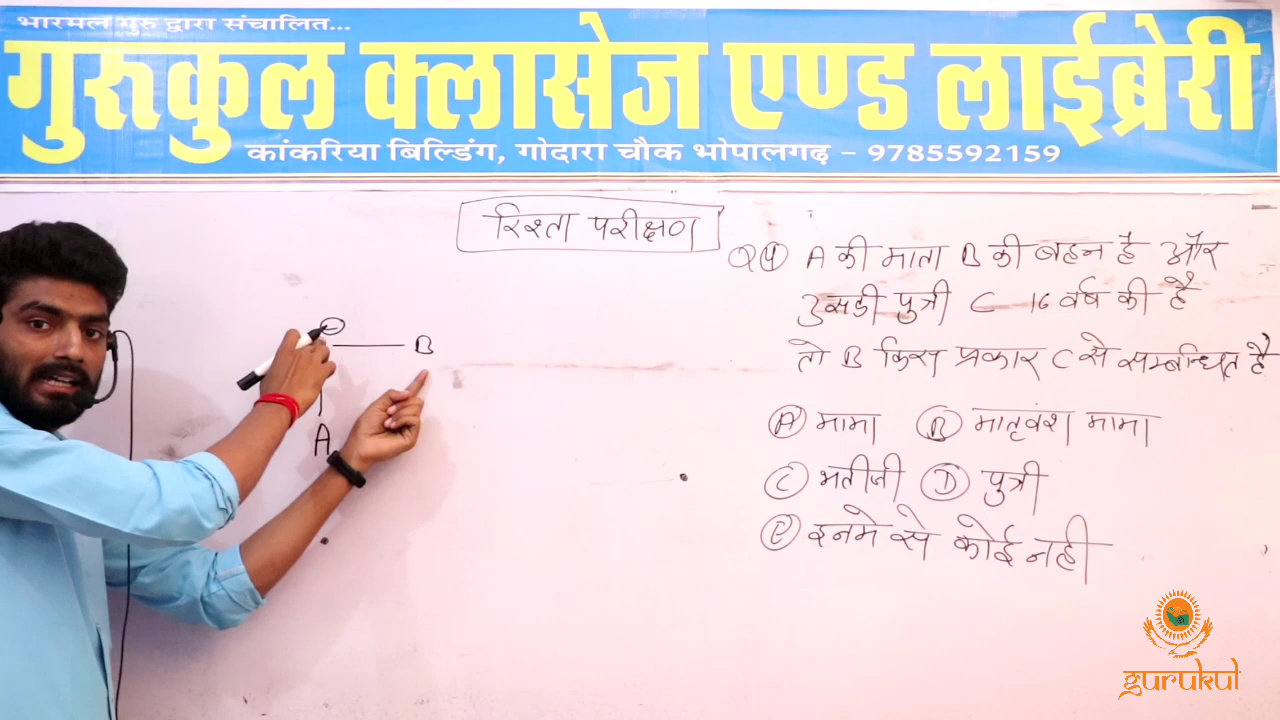 भारमल गुरु द्वारा संचालित...
गुरुकुल क्लासेज एण्ड लाईब्रेरी
कांकरिया बिल्डिंग, गोदारा चौक भोपालगढ़ – 9785592159
रिश्ता परीक्षण
Q4 A की माता B की बहन है और
उसकी पुत्री C 16 वर्ष की है
तो B किस प्रकार C से सम्बन्धित है
A मामा B मातृवंश मामा
C भतीजी D पुत्री
E इनमे से कोई नही
B
A
gurukul